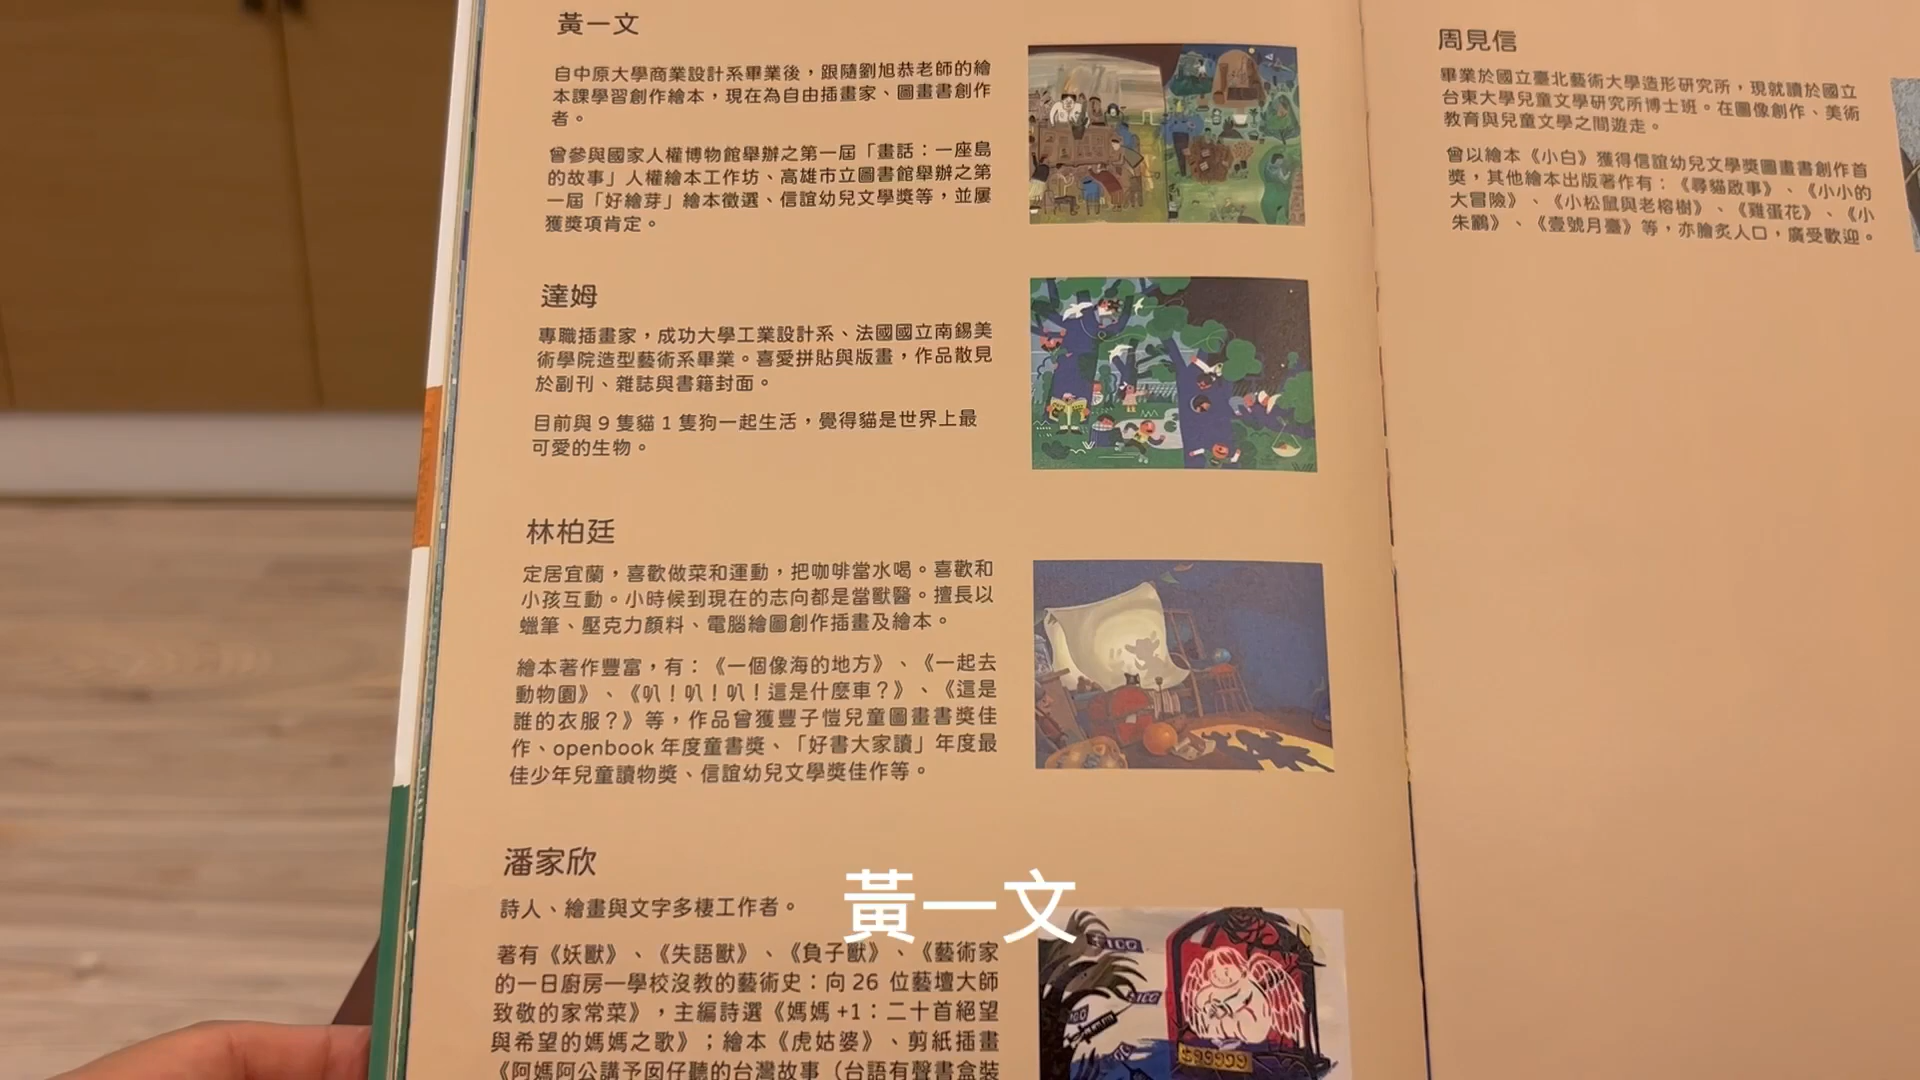 黃一文
自中原大學商業設計系畢業後，跟隨劉旭恭老師的繪
本課學習創作繪本，現在為自由插畫家、圖畫書創作
者。
曾參與國家人權博物館舉辦之第一屆「畫話：一座島
的故事」人權繪本工作坊、高雄市立圖書館舉辦之第
一屆「好繪芽」繪本徵選、信誼幼兒文學獎等，並屢
獲獎項肯定。
達姆
專職插畫家，成功大學工業設計系、法國國立南錫美
術學院造型藝術系畢業。喜愛拼貼與版畫，作品散見
於副刊、雜誌與書籍封面。
目前與 9 隻貓 1 隻狗一起生活，覺得貓是世界上最
可愛的生物。
林柏廷
定居宜蘭，喜歡做菜和運動，把咖啡當水喝。喜歡和
小孩互動。小時候到現在的志向都是當獸醫。擅長以
蠟筆、壓克力顏料、電腦繪圖創作插畫及繪本。
繪本著作豐富，有：《一個像海的地方》、《一起去
動物園》、《叭！叭！叭！這是什麼車？》、《這是
誰的衣服？》等，作品曾獲豐子愷兒童圖畫書獎佳
作、openbook 年度童書獎、「好書大家讀」年度最
佳少年兒童讀物獎、信誼幼兒文學獎佳作等。
潘家欣
詩人、繪畫與文字多棲工作者。
著有《妖獸》、《失語獸》、《負子獸》、《藝術家
的一日廚房—學校沒教的藝術史：向 26 位藝壇大師
致敬的家常菜》，主編詩選《媽媽 +1：二十首絕望
與希望的媽媽之歌》；繪本《虎姑婆》、剪紙插畫
《阿媽阿公講予囡仔聽的台灣故事（台語有聲書盒裝
$99999
周見信
畢業於國立臺北藝術大學造形研究所，現就讀於國立
台東大學兒童文學研究所博士班。在圖像創作、美術
教育與兒童文學之間遊走。
曾以繪本《小白》獲得信誼幼兒文學獎圖畫書創作首
獎，其他繪本出版著作有：《尋貓啟事》、《小小的
大冒險》、《小松鼠與老榕樹》、《雞蛋花》、《小
朱鸝》、《壹號月臺》等，亦膾炙人口，廣受歡迎。
黃一文